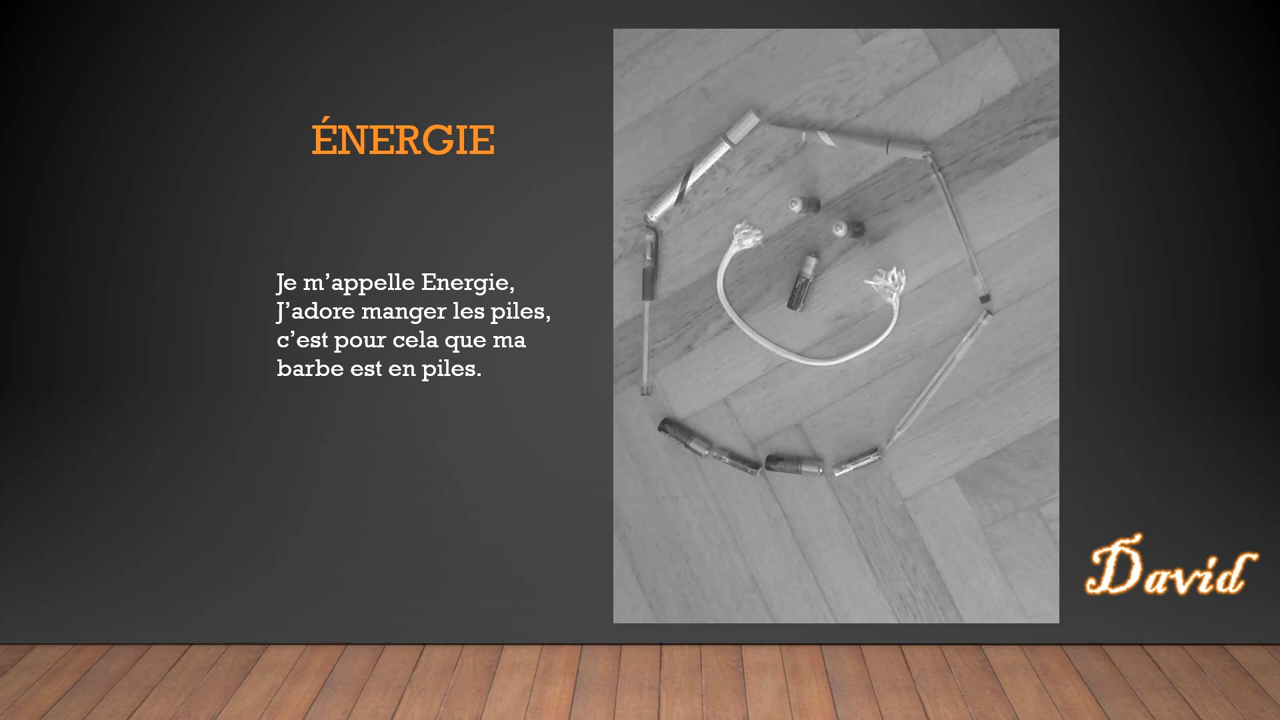 ÉNERGIE
Je m’appelle Energie,
J’adore manger les piles,
c’est pour cela que ma
barbe est en piles.
David